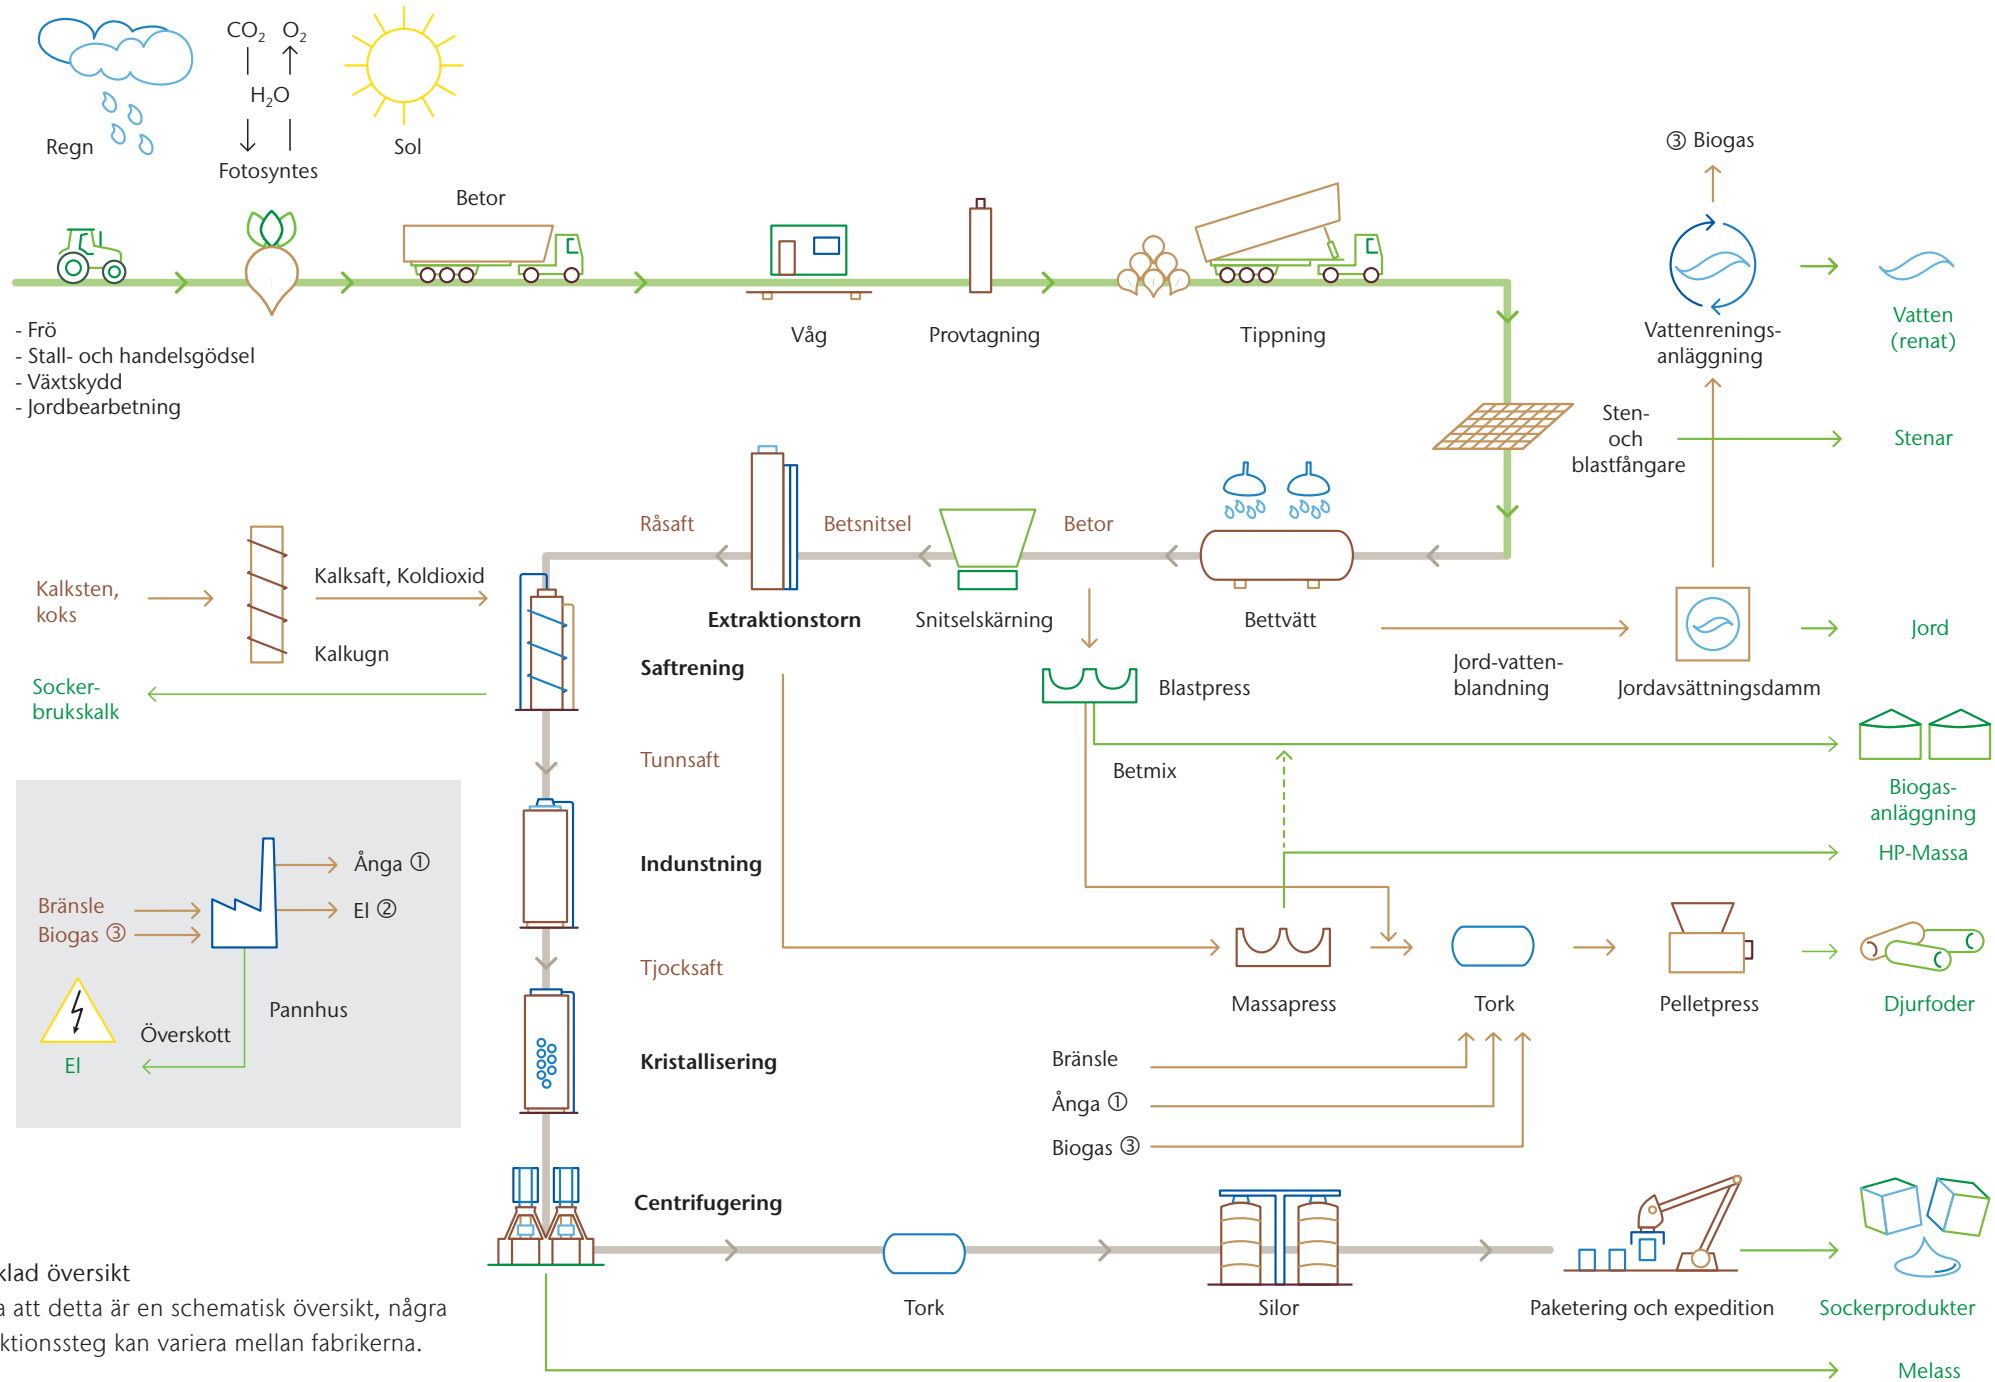 CO₂ O₂
H₂O
Regn
Fotosyntes
Sol
Betor
- Frö
- Stall- och handelsgödsel
- Växtskydd
- Jordbearbetning
Våg
Provtagning
Tippning
③ Biogas
Vattenrenings-
anläggning
Vatten
(renat)
Sten-
och
blastfångare
Stenar
Råsaft
Betsnitsel
Betor
Kalksten,
koks
Kalksaft, Koldioxid
Kalkugn
Extraktionstorn
Snitselskärning
Bettvätt
Jord-vatten-
blandning
Jordavsättningsdamm
Jord
Socker-
brukskalk
Saftrening
Blastpress
Tunnsaft
Betmix
Biogas-
anläggning
HP-Massa
Indunstning
Bränsle
Biogas ③
Ånga ①
El ②
Pannhus
Överskott
El
Tjocksaft
Massapress
Tork
Pelletpress
Djurfoder
Kristallisering
Bränsle
Ånga ①
Biogas ③
Centrifugering
Tork
Silor
Paketering och expedition
Sockerprodukter
Melass
klad översikt
a att detta är en schematisk översikt, några
ktionssteg kan variera mellan fabrikerna.